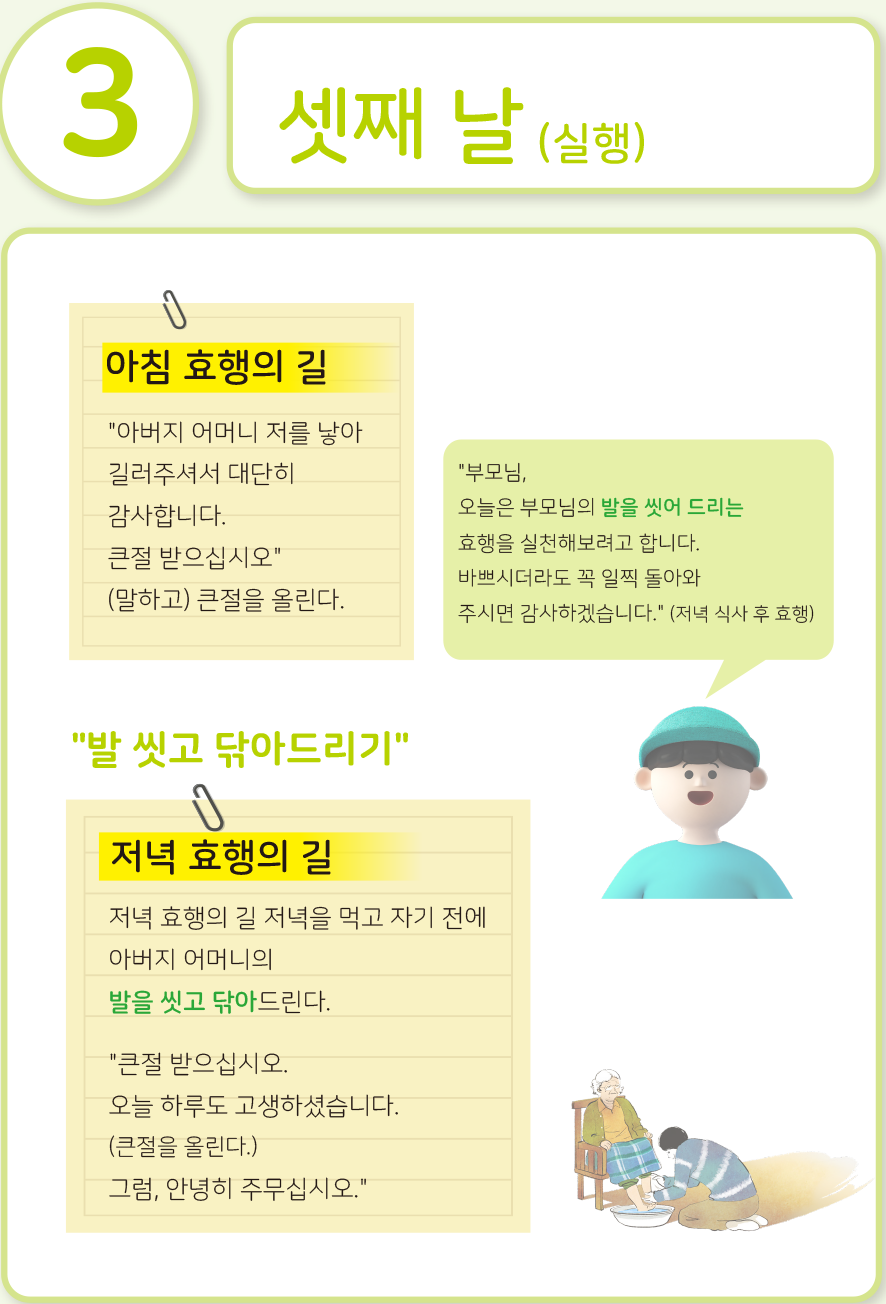 3
셋째 날 (실행)
아침 효행의 길
"아버지 어머니 저를 낳아
길러주셔서 대단히
감사합니다.
큰절 받으십시오"
(말하고) 큰절을 올린다.
"부모님,
오늘은 부모님의 발을 씻어 드리는
효행을 실천해보려고 합니다.
바쁘시더라도 꼭 일찍 돌아와
주시면 감사하겠습니다." (저녁 식사 후 효행)
"발 씻고 닦아드리기"
저녁 효행의 길
저녁 효행의 길 저녁을 먹고 자기 전에
아버지 어머니의
발을 씻고 닦아드린다.
"큰절 받으십시오.
오늘 하루도 고생하셨습니다.
(큰절을 올린다.)
그럼, 안녕히 주무십시오."